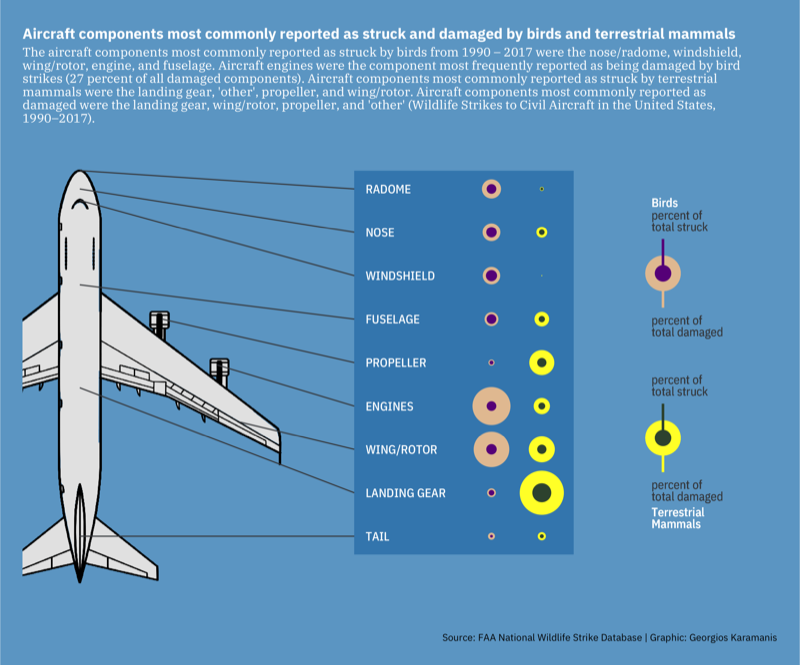 Aircraft components most commonly reported as struck and damaged by birds and terrestrial mammals
The aircraft components most commonly reported as struck by birds from 1990 – 2017 were the nose/radome, windshield,
wing/rotor, engine, and fuselage. Aircraft engines were the component most frequently reported as being damaged by bird
strikes (27 percent of all damaged components). Aircraft components most commonly reported as struck by terrestrial
mammals were the landing gear, 'other', propeller, and wing/rotor. Aircraft components most commonly reported as
damaged were the landing gear, wing/rotor, propeller, and 'other' (Wildlife Strikes to Civil Aircraft in the United States,
1990–2017).
RADOME
NOSE
WINDSHIELD
FUSELAGE
PROPELLER
ENGINES
WING/ROTOR
LANDING GEAR
TAIL
Birds
percent of
total struck
percent of
total damaged
percent of
total struck
percent of
total damaged
Terrestrial
Mammals
Source: FAA National Wildlife Strike Database | Graphic: Georgios Karamanis